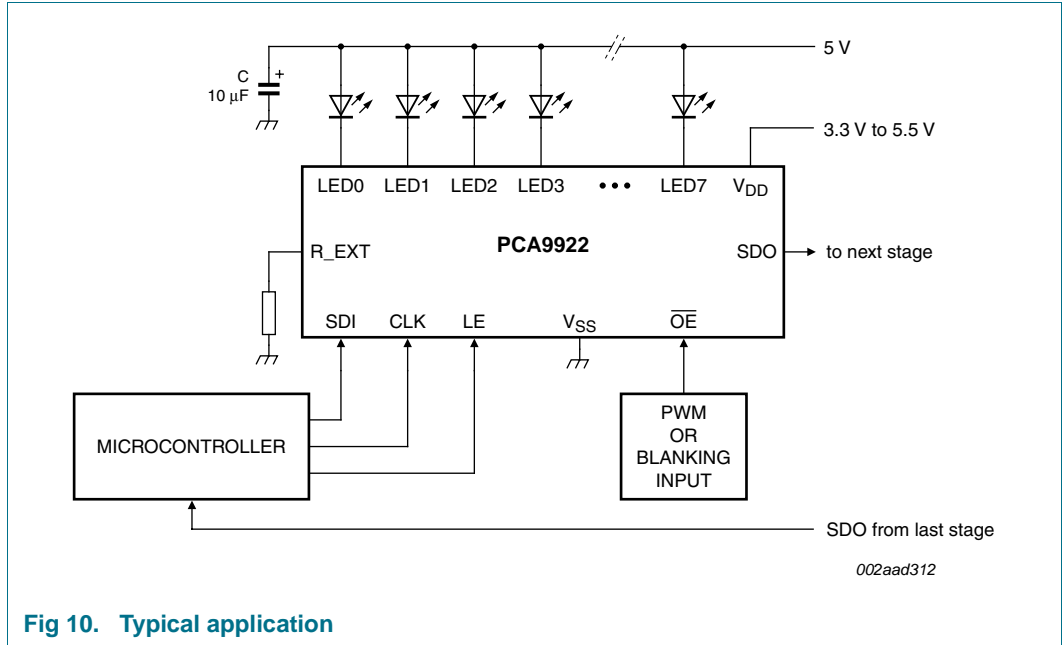 5 V
C
+
10 μF
3.3 V to 5.5 V
LED0 LED1 LED2 LED3 ••• LED7 VDD
PCA9922
R_EXT
SDO
to next stage
SDI CLK LE VSS OE
MICROCONTROLLER
PWM
OR
BLANKING
INPUT
SDO from last stage
002aad312
Fig 10. Typical application